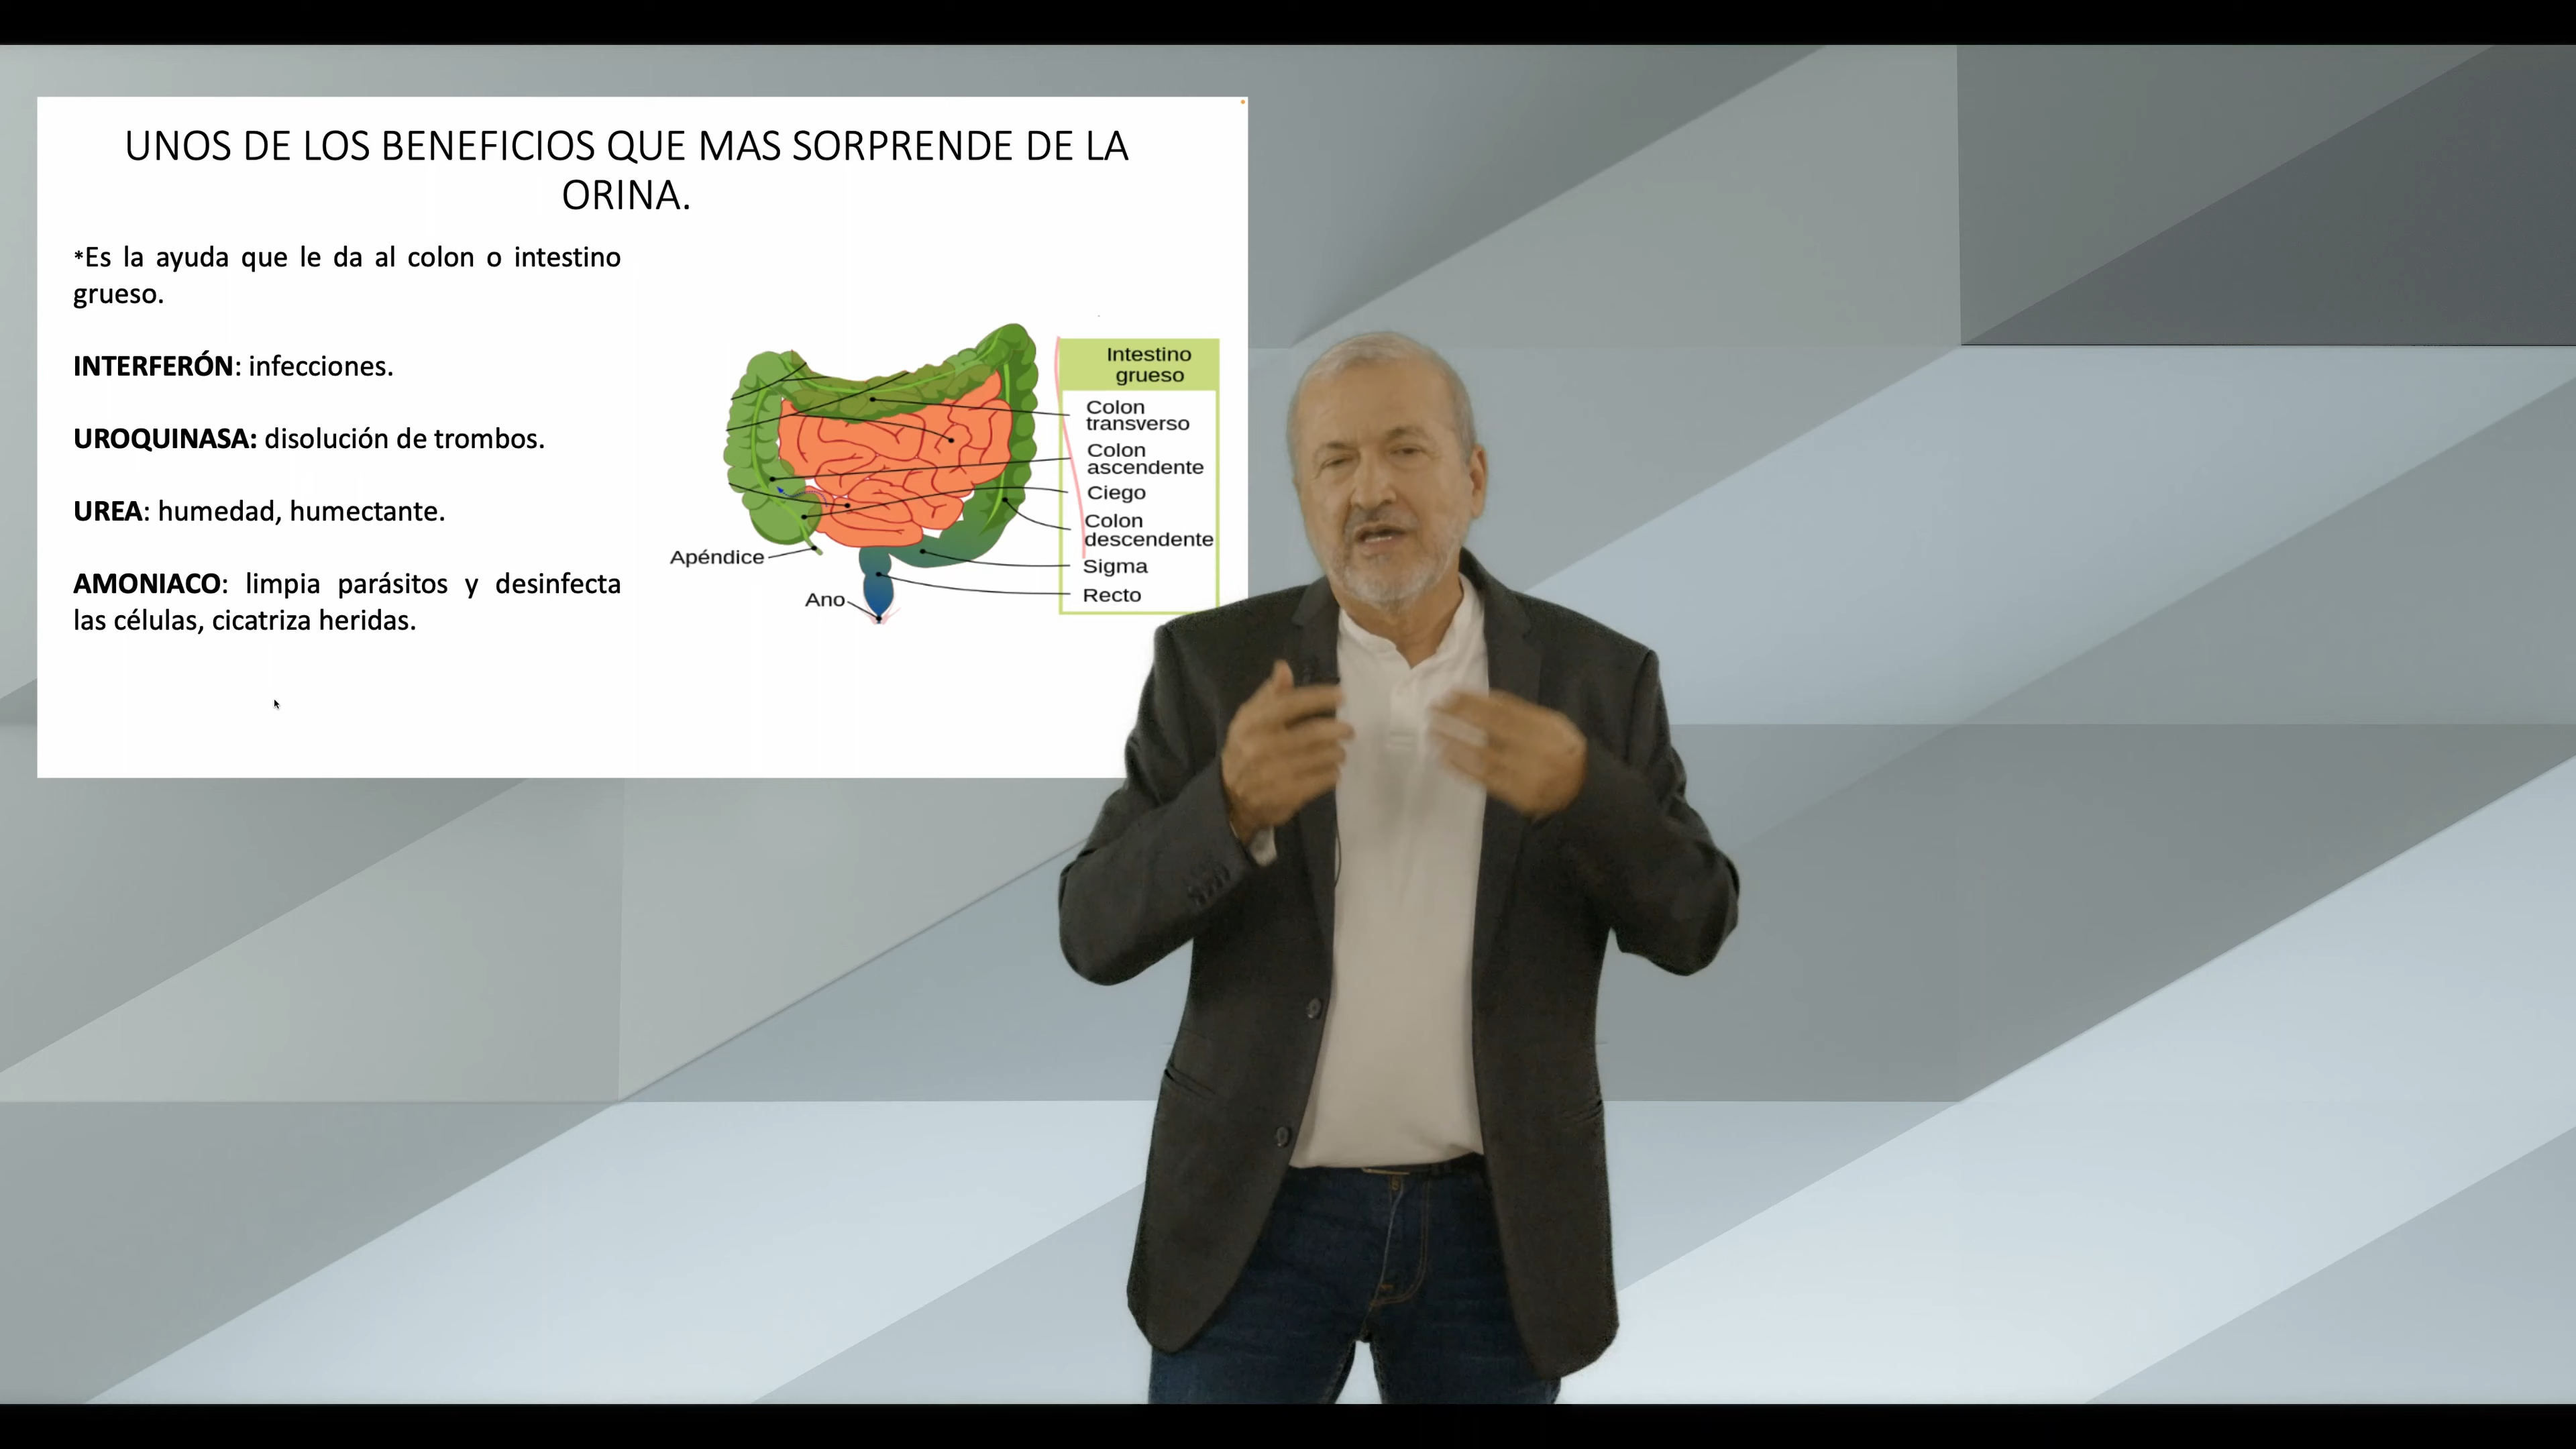 UNOS DE LOS BENEFICIOS QUE MAS SORPRENDE DE LA
ORINA.
*Es la ayuda que le da al colon o intestino
grueso.
INTERFERÓN: infecciones.
UROQUINASA: disolución de trombos.
UREA: humedad, humectante.
AMONIACO: limpia parásitos y desinfecta
las células, cicatriza heridas.
Apéndice
Ano
Intestino
grueso
Colon
transverso
Colon
ascendente
Ciego
Colon
descendente
Sigma
Recto